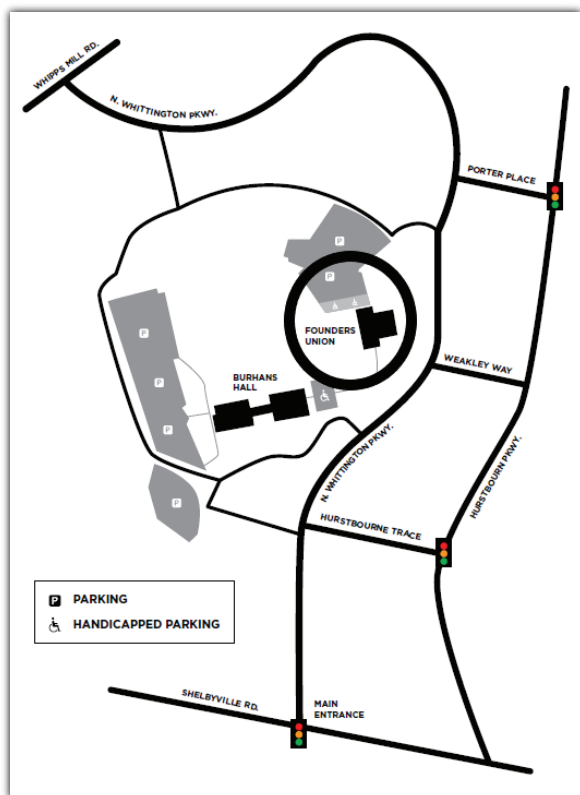 WHIPPS MILL RD.
N. WHITTINGTON PKWY.
PORTER PLACE
P
P
FOUNDERS
UNION
P
WEAKLEY WAY
BURHANS
HALL
P
P
N. WHITTINGTON PKWY.
HURSTBOURN PKWY.
P
HURSTBOURNE TRACE
P PARKING
HANDICAPPED PARKING
SHELBYVILLE RD.
MAIN
ENTRANCE